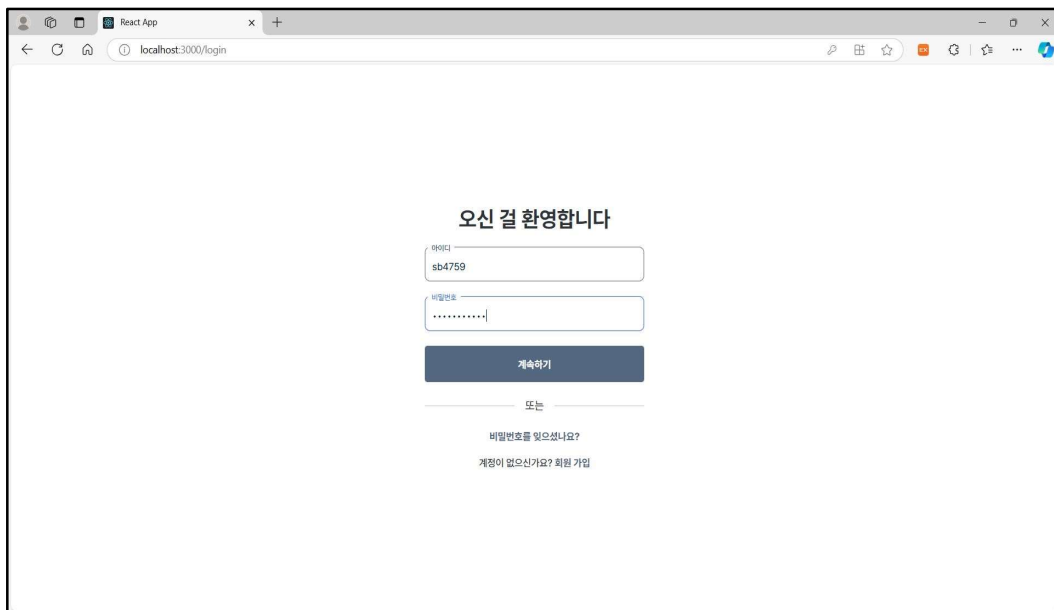 React App
localhost:3000/login
오신 걸 환영합니다
아이디
sb4759
비밀번호
•••••••••••
계속하기
또는
비밀번호를 잊으셨나요?
계정이 없으신가요? 회원 가입